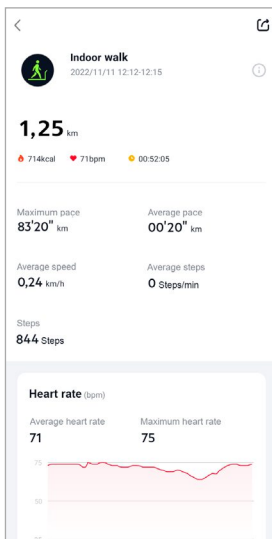 Indoor walk
2022/11/11 12:12-12:15
1,25 km
714kcal 71bpm 00:52:05
Maximum pace Average pace
83'20" km 00'20" km
Average speed Average steps
0,24 km/h 0 Steps/min
Steps
844 Steps
Heart rate (bpm)
Average heart rate Maximum heart rate
71 75
75
50